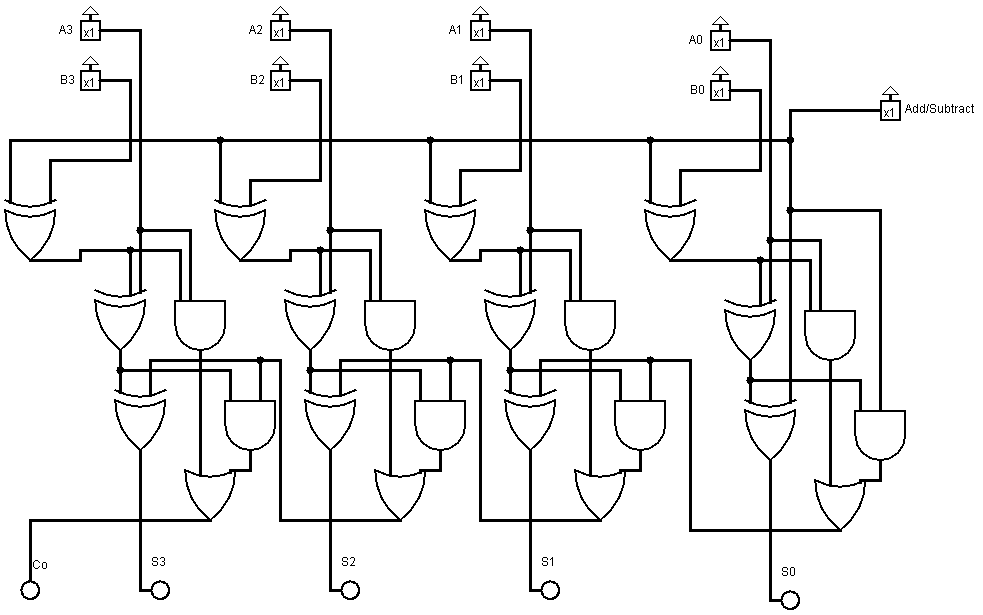 A3 x1
A2 x1
A1 x1
A0 x1
B3 x1
B2 x1
B1 x1
B0 x1
x1 Add/Subtract
Co
S3
S2
S1
S0